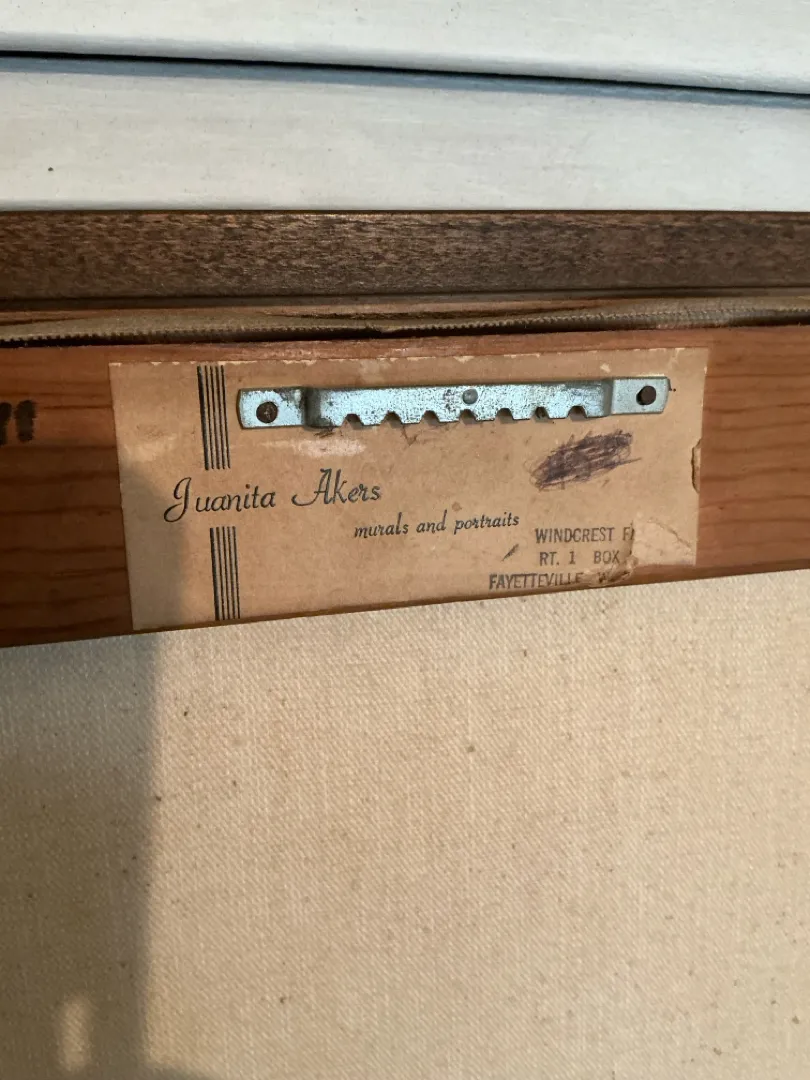 Juanita Akers
murals and portraits
WINDCREST
RT. 1 BOX
FAYETTEVILLE